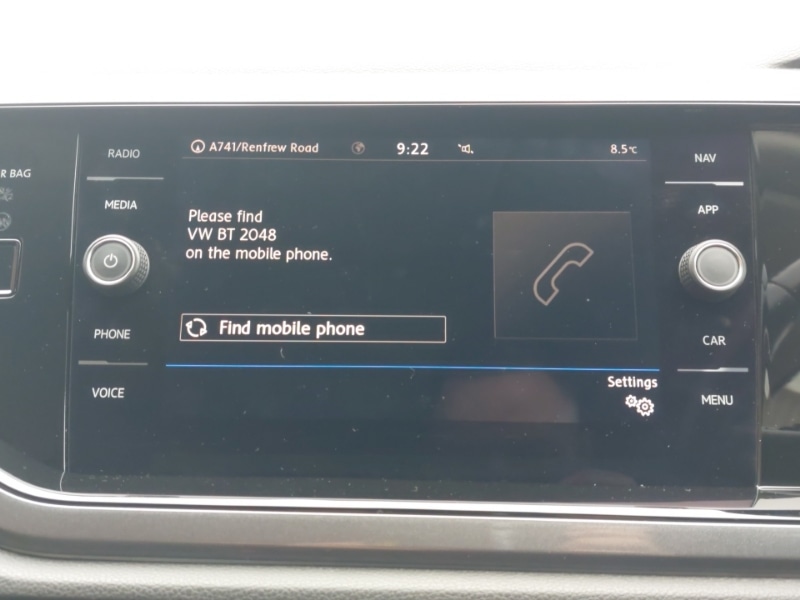 R BAG
RADIO
MEDIA
PHONE
VOICE
A741/Renfrew Road
9:22
8.5°C
Please find
VW BT 2048
on the mobile phone.
Find mobile phone
Settings
NAV
APP
CAR
MENU